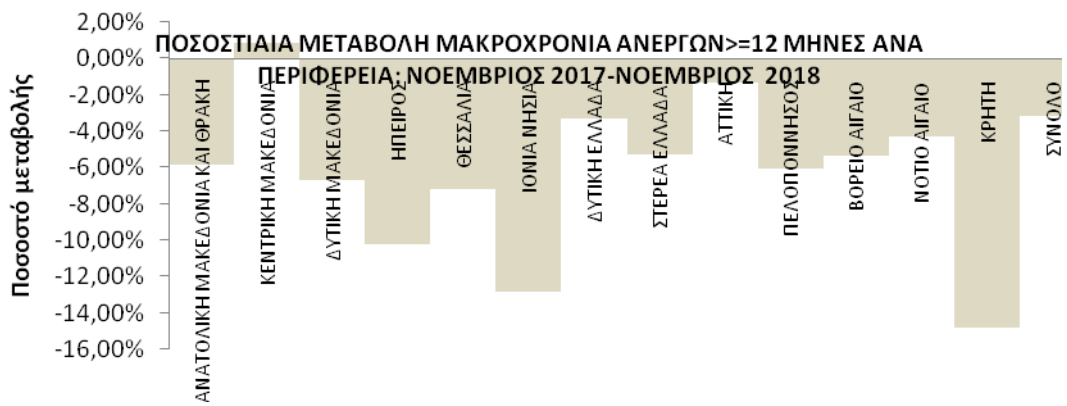 ΠΟΣΟΣΤΙΑΙΑ ΜΕΤΑΒΟΛΗ ΜΑΚΡΟΧΡΟΝΙΑ ΑΝΕΡΓΩΝ>=12 ΜΗΝΕΣ ΑΝΑ
ΠΕΡΙΦΕΡΕΙΑ: ΝΟΕΜΒΡΙΟΣ 2017-ΝΟΕΜΒΡΙΟΣ 2018
Ποσοστό μεταβολής
2,00%
0,00%
-2,00%
-4,00%
-6,00%
-8,00%
-10,00%
-12,00%
-14,00%
-16,00%
ΑΝΑΤΟΛΙΚΗ ΜΑΚΕΔΟΝΙΑ ΚΑΙ ΘΡΑΚΗ
ΚΕΝΤΡΙΚΗ ΜΑΚΕΔΟΝΙΑ
ΔΥΤΙΚΗ ΜΑΚΕΔΟΝΙΑ
ΗΠΕΙΡΟΣ
ΘΕΣΣΑΛΙΑ
ΙΟΝΙΑ ΝΗΣΙΑ
ΔΥΤΙΚΗ ΕΛΛΑΔΑ
ΣΤΕΡΕΑ ΕΛΛΑΔΑ
ΑΤΤΙΚΗ
ΠΕΛΟΠΟΝΝΗΣΟΣ
ΒΟΡΕΙΟ ΑΙΓΑΙΟ
ΝΟΤΙΟ ΑΙΓΑΙΟ
ΚΡΗΤΗ
ΣΥΝΟΛΟ